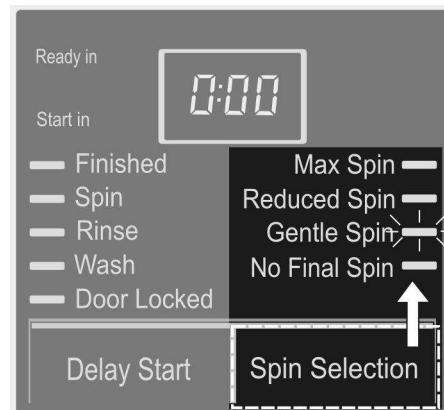 Ready in
0:00
Start in
Finished
Spin
Rinse
Wash
Door Locked
Max Spin
Reduced Spin
Gentle Spin
No Final Spin
Delay Start
Spin Selection